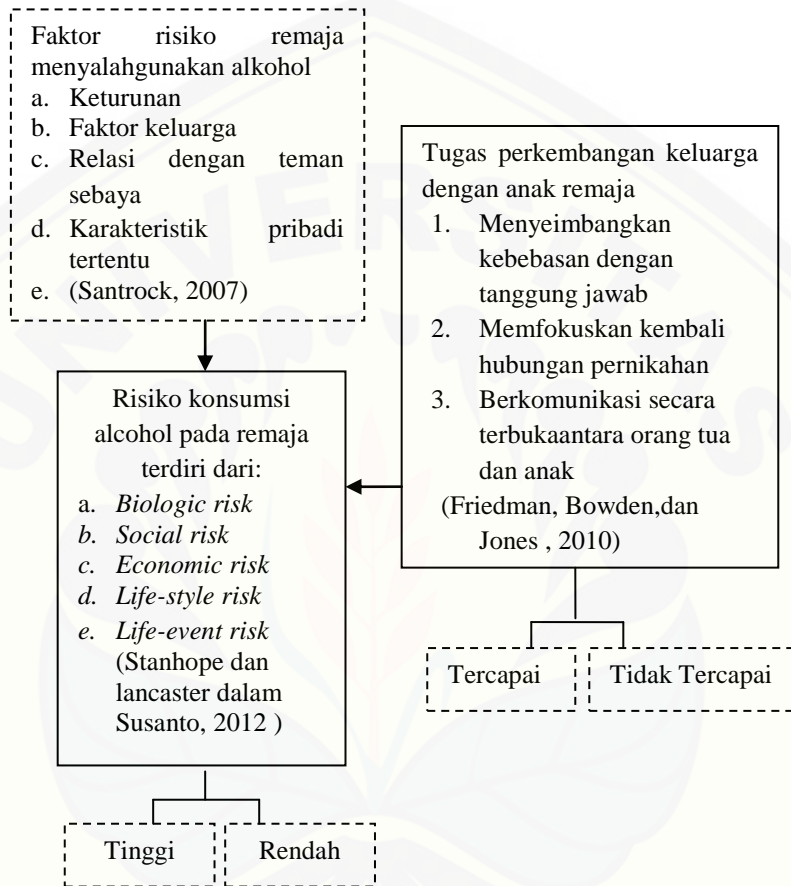 Faktor risiko remaja
menyalahgunakan alkohol
a. Keturunan
b. Faktor keluarga
c. Relasi dengan teman
sebaya
d. Karakteristik pribadi
tertentu
e. (Santrock, 2007)
Tugas perkembangan keluarga
dengan anak remaja
1. Menyeimbangkan
kebebasan dengan
tanggung jawab
2. Memfokuskan kembali
hubungan pernikahan
3. Berkomunikasi secara
terbukaantara orang tua
dan anak
(Friedman, Bowden,dan
Jones , 2010)
Risiko konsumsi
alcohol pada remaja
terdiri dari:
a. Biologic risk
b. Social risk
c. Economic risk
d. Life-style risk
e. Life-event risk
(Stanhope dan
lancaster dalam
Susanto, 2012 )
Tercapai
Tidak Tercapai
Tinggi
Rendah
UNIVERSITAS